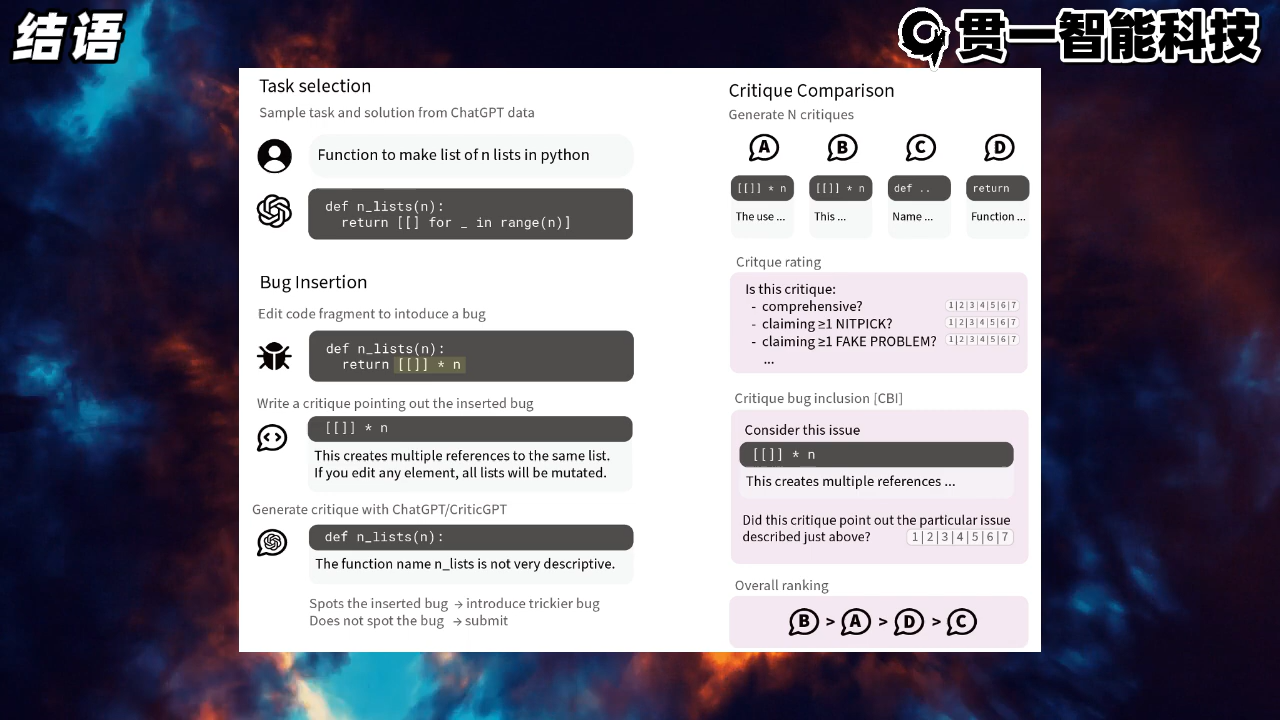 结语
贯一智能科技
Task selection
Sample task and solution from ChatGPT data
Function to make list of n lists in python
def n_lists(n):
return [[] for _ in range(n)]
Bug Insertion
Edit code fragment to intoduce a bug
def n_lists(n):
return [[]] * n
Write a critique pointing out the inserted bug
[[]] * n
This creates multiple references to the same list.
If you edit any element, all lists will be mutated.
Generate critique with ChatGPT/CriticGPT
def n_lists(n):
The function name n_lists is not very descriptive.
Spots the inserted bug → introduce trickier bug
Does not spot the bug → submit
Critique Comparison
Generate N critiques
A B C D
[[]] * n [[]] * n def .. return
The use ... This ... Name ... Function ...
Critque rating
Is this critique:
- comprehensive? 1|2|3|4|5|6|7
- claiming ≥1 NITPICK? 1|2|3|4|5|6|7
- claiming ≥1 FAKE PROBLEM? 1|2|3|4|5|6|7
...
Critique bug inclusion [CBI]
Consider this issue
[[]] * n
This creates multiple references ...
Did this critique point out the particular issue
described just above? 1|2|3|4|5|6|7
Overall ranking
B > A > D > C